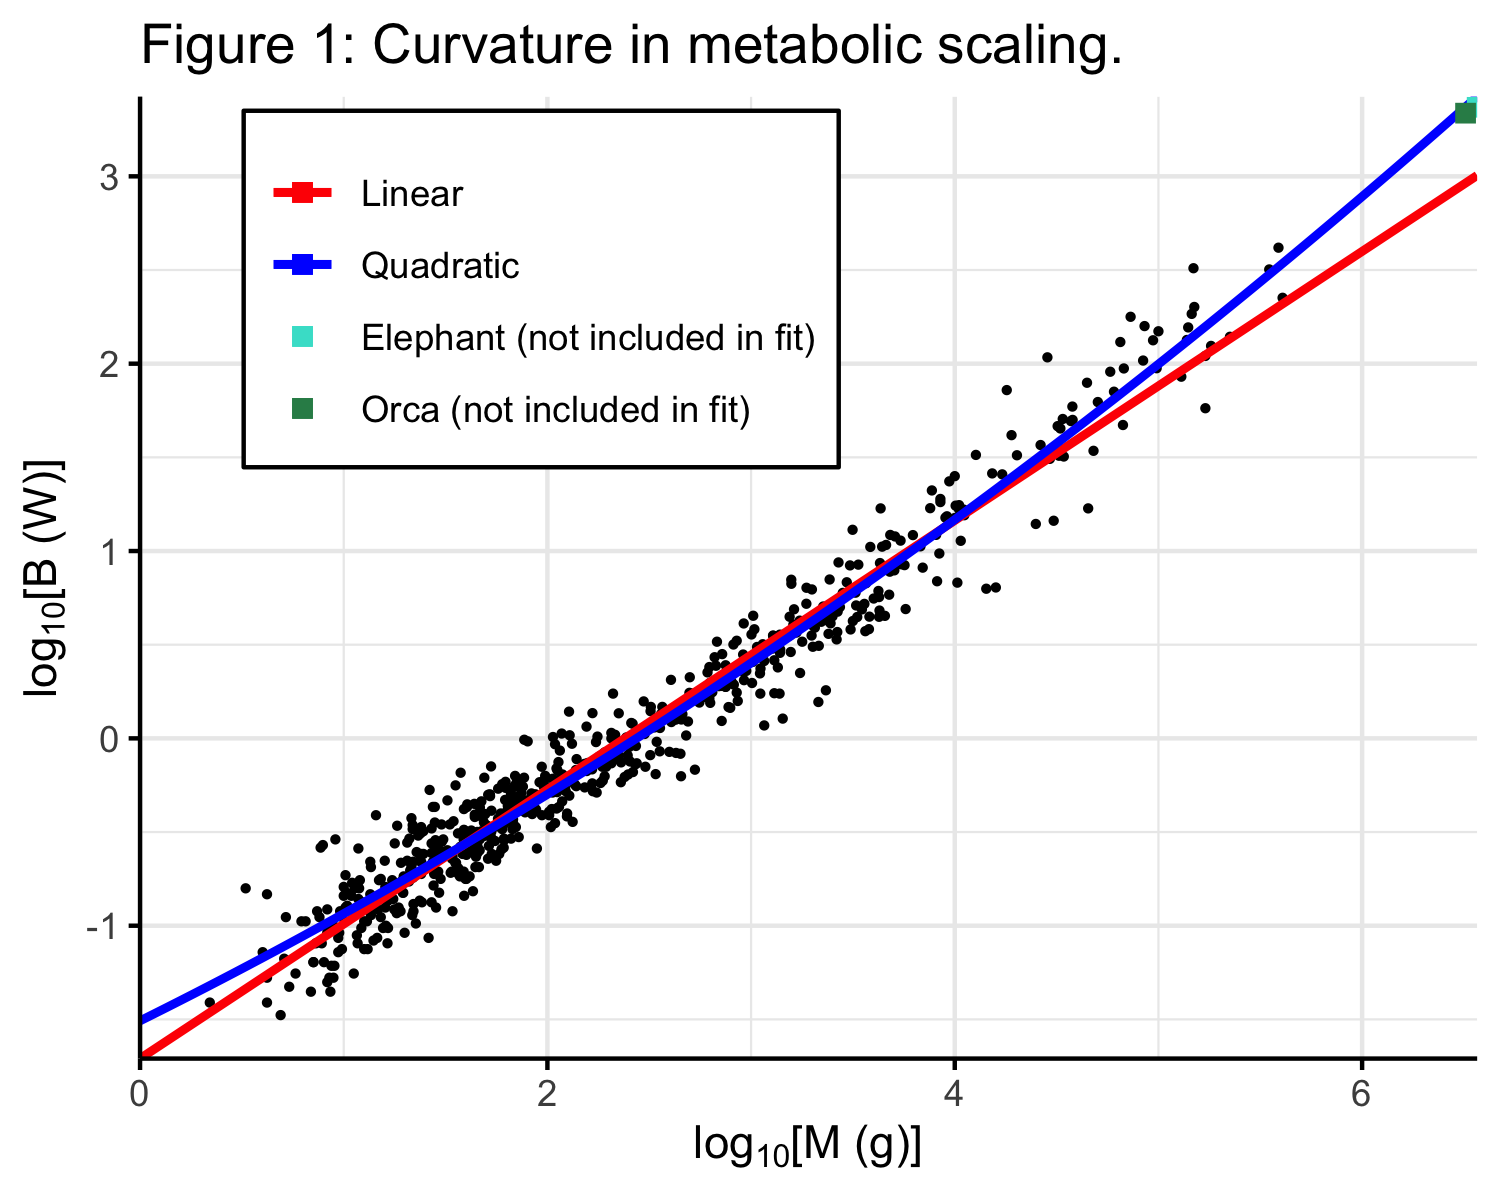 Figure 1: Curvature in metabolic scaling.
Linear
Quadratic
Elephant (not included in fit)
Orca (not included in fit)
3
2
1
0
-1
log₁₀[B (W)]
0 2 4 6
log₁₀[M (g)]